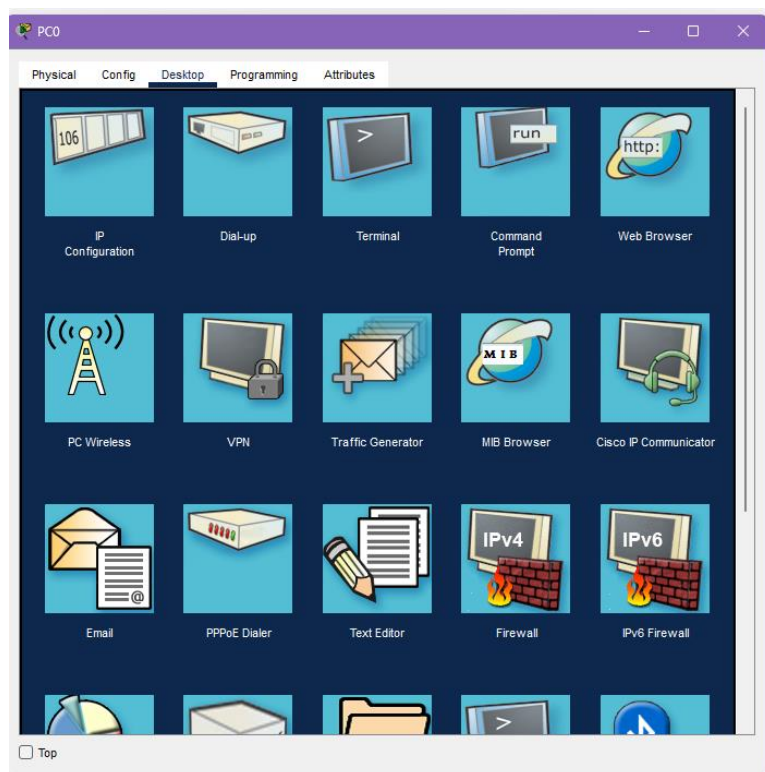 PC0
Physical Config Desktop Programming Attributes
106
>
run
http:
IP
Configuration
Dial-up
Terminal
Command
Prompt
Web Browser
MIB
PC Wireless
VPN
Traffic Generator
MIB Browser
Cisco IP Communicator
@
IPv4
IPv6
Email
PPPoE Dialer
Text Editor
Firewall
IPv6 Firewall
>
Top